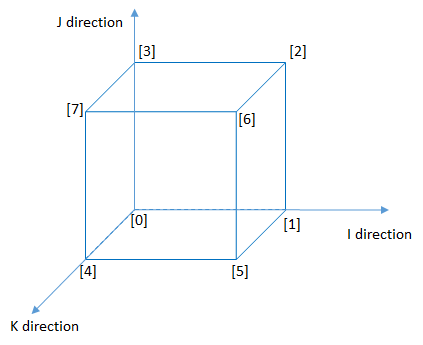 J direction
[3]
[2]
[7]
[6]
[0]
[1]
I direction
[4]
[5]
K direction